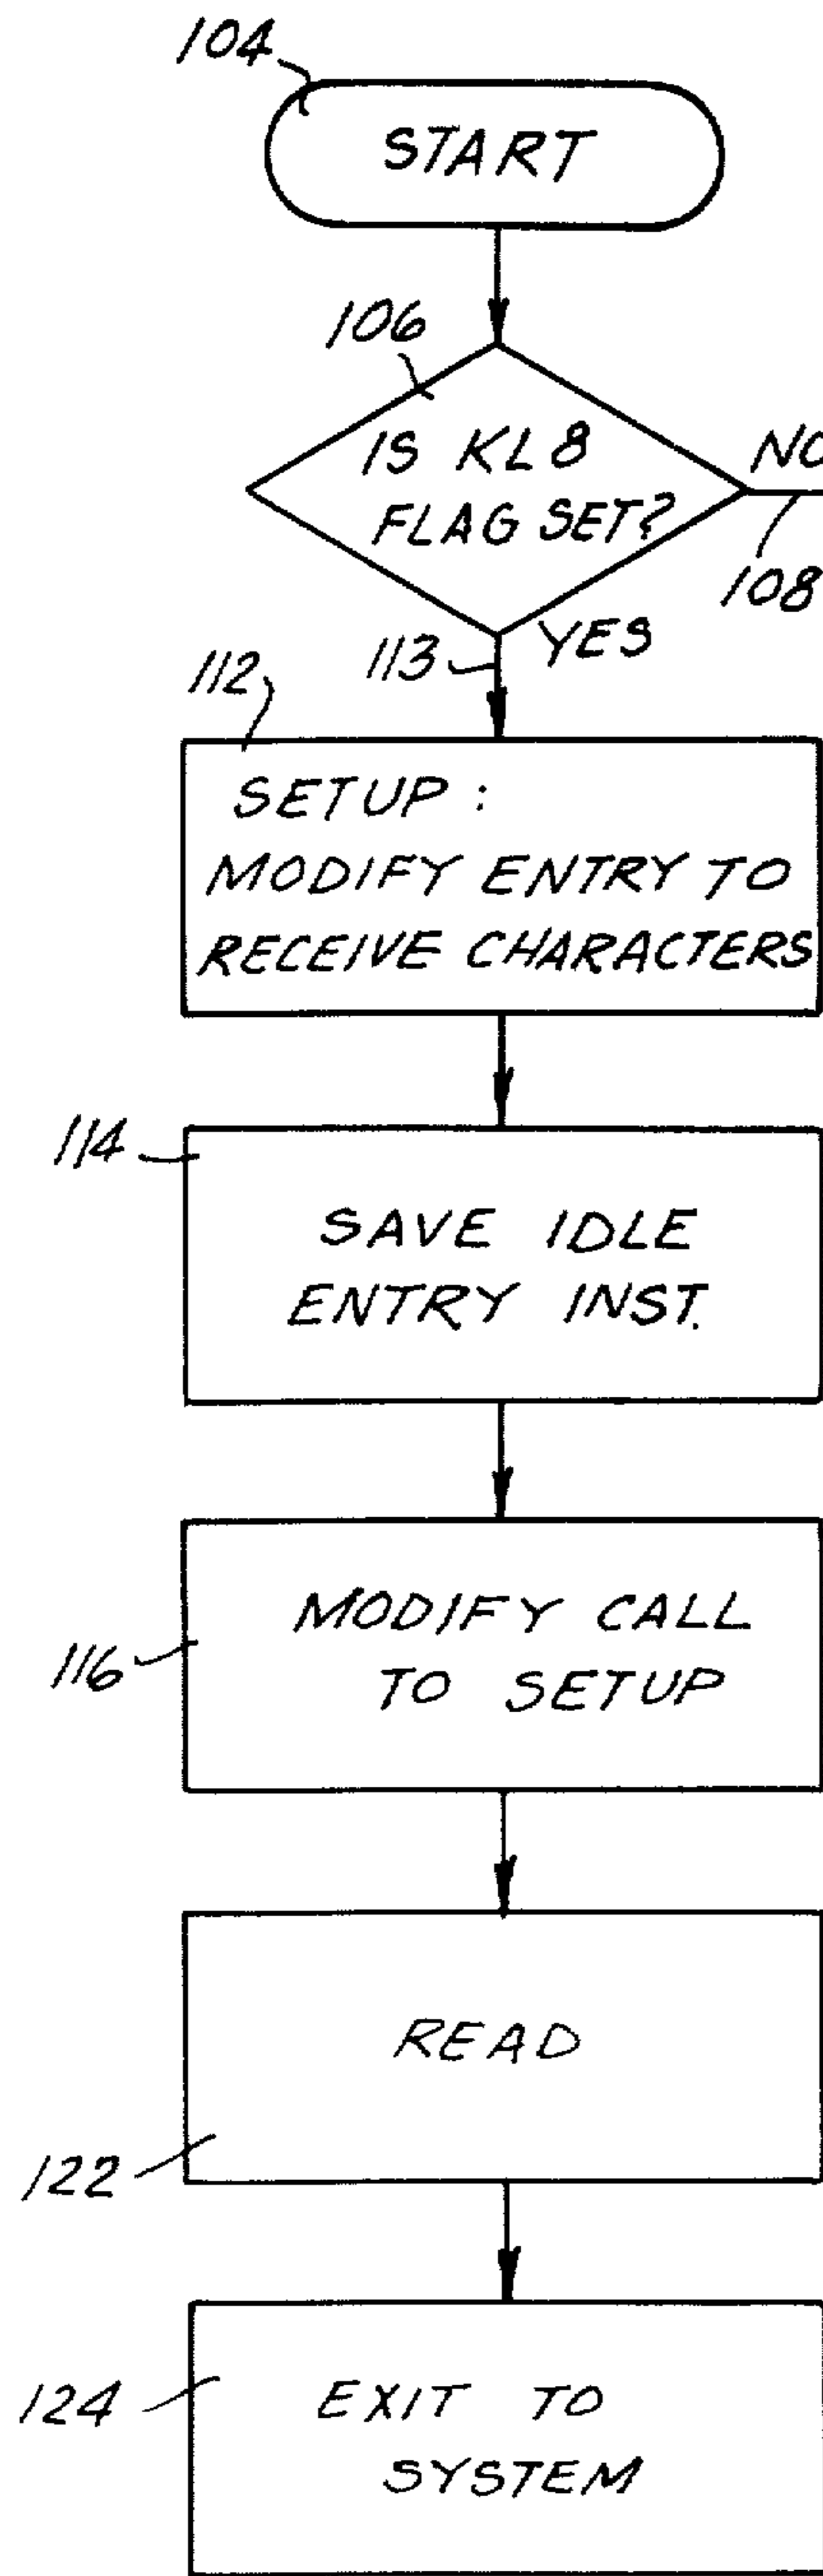 104
START
106
IS KL8
FLAG SET?
NO
108
113
YES
112
SETUP :
MODIFY ENTRY TO
RECEIVE CHARACTERS
114
SAVE IDLE
ENTRY INST.
116
MODIFY CALL
TO SETUP
READ
122
124
EXIT TO
SYSTEM